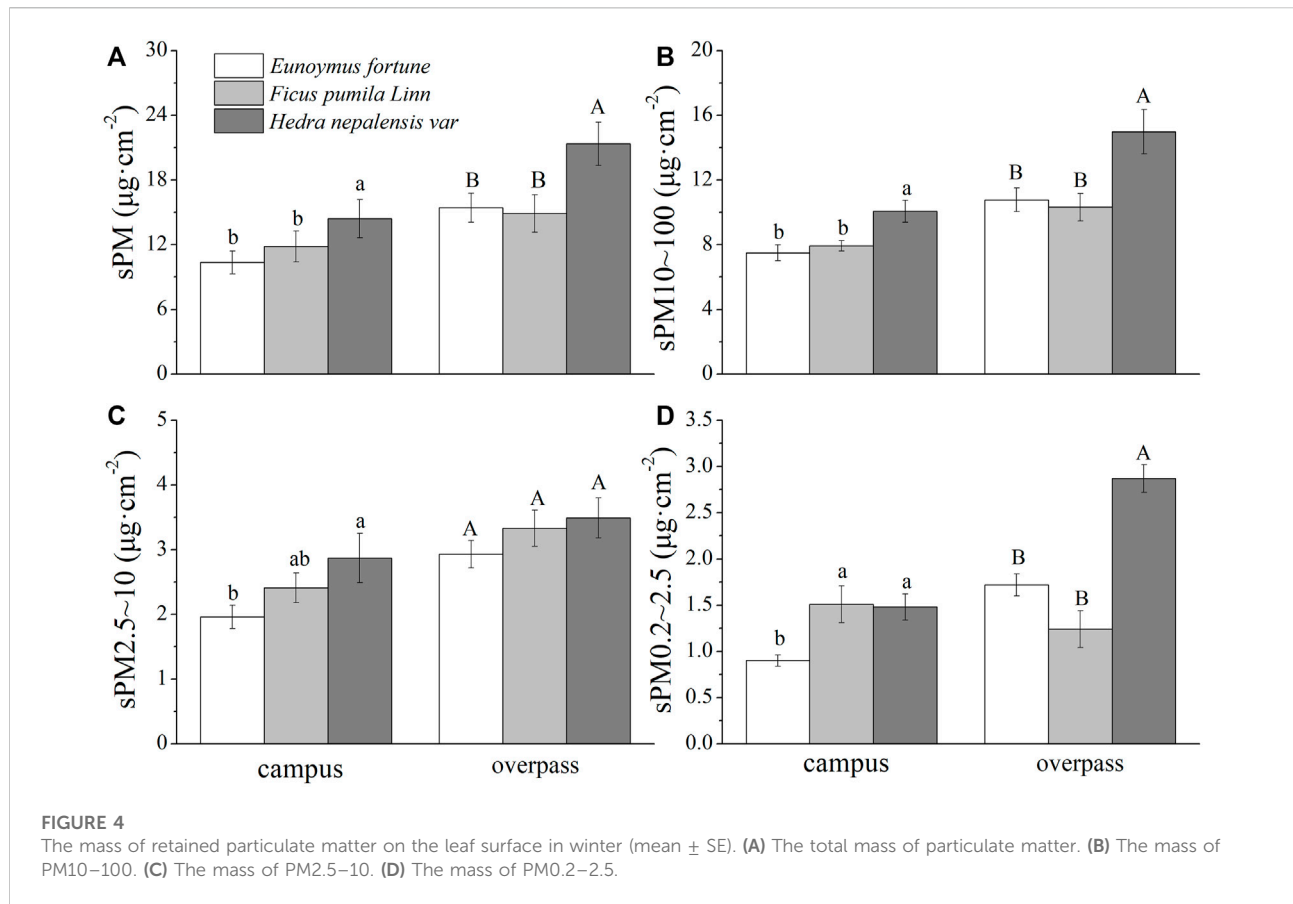 A
30
24
18
12
6
0
sPM (µg·cm⁻²)
Eunoymus fortune
Ficus pumila Linn
Hedra nepalensis var
b
b
a
B
B
A
B
20
16
12
8
4
0
sPM10~100 (µg·cm⁻²)
b
b
a
B
B
A
C
5
4
3
2
1
0
sPM2.5~10 (µg·cm⁻²)
b
ab
a
A
A
A
campus
overpass
D
3.5
3.0
2.5
2.0
1.5
1.0
0.5
0.0
sPM0.2~2.5 (µg·cm⁻²)
b
a
a
B
B
A
campus
overpass
FIGURE 4
The mass of retained particulate matter on the leaf surface in winter (mean ± SE). (A) The total mass of particulate matter. (B) The mass of
PM10–100. (C) The mass of PM2.5–10. (D) The mass of PM0.2–2.5.